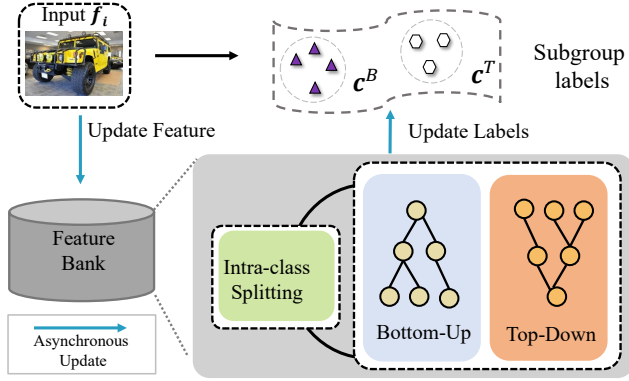 Input f_i
c^B
c^T
Subgroup
labels
Update Feature
Update Labels
Feature
Bank
Intra-class
Splitting
Bottom-Up
Top-Down
Asynchronous
Update